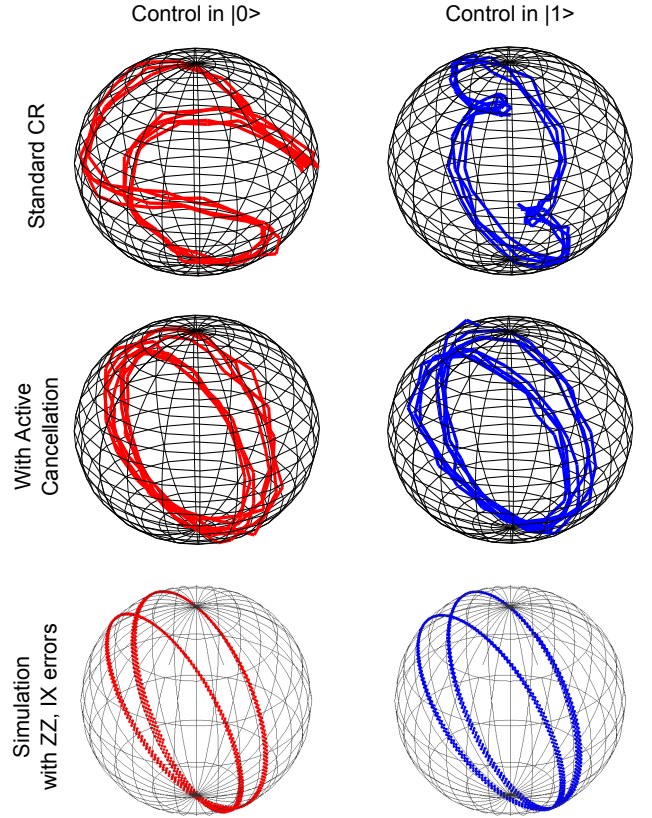 Control in |0>
Control in |1>
Standard CR
With Active
Cancellation
Simulation
with ZZ, IX errors